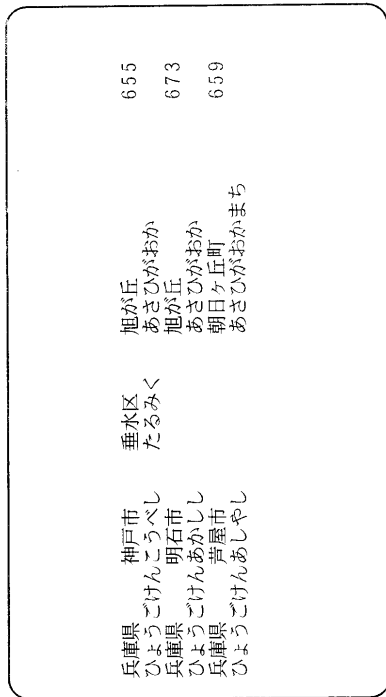 兵庫県 神戸市 垂水区 旭が丘 655
ひょうごけんこうべし たるみく あさひがおか
兵庫県 明石市 旭が丘 673
ひょうごけんあかしし あさひがおか
兵庫県 芦屋市 朝日ヶ丘町 659
ひょうごけんあしやし あさひがおかまち